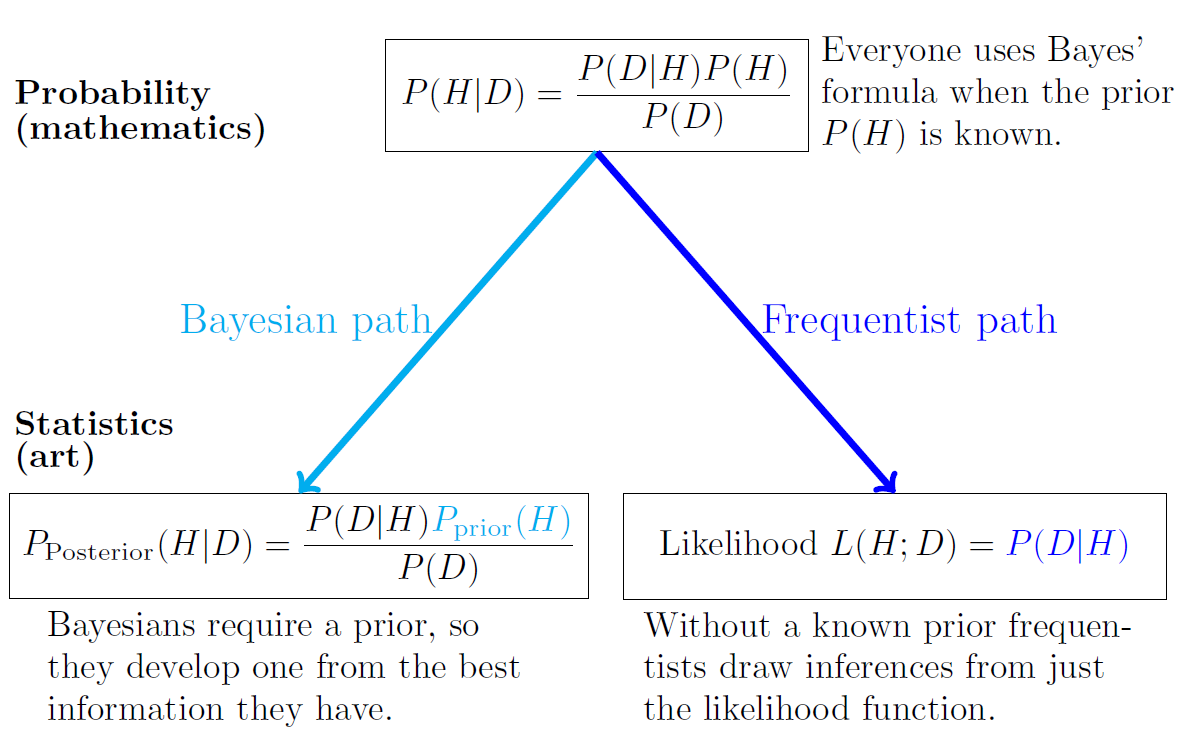 Probability
(mathematics)
P(H|D) = P(D|H)P(H) / P(D)
Everyone uses Bayes’
formula when the prior
P(H) is known.
Bayesian path
Frequentist path
Statistics
(art)
P_Posterior(H|D) = P(D|H)P_prior(H) / P(D)
Likelihood L(H; D) = P(D|H)
Bayesians require a prior, so
they develop one from the best
information they have.
Without a known prior frequen-
tists draw inferences from just
the likelihood function.